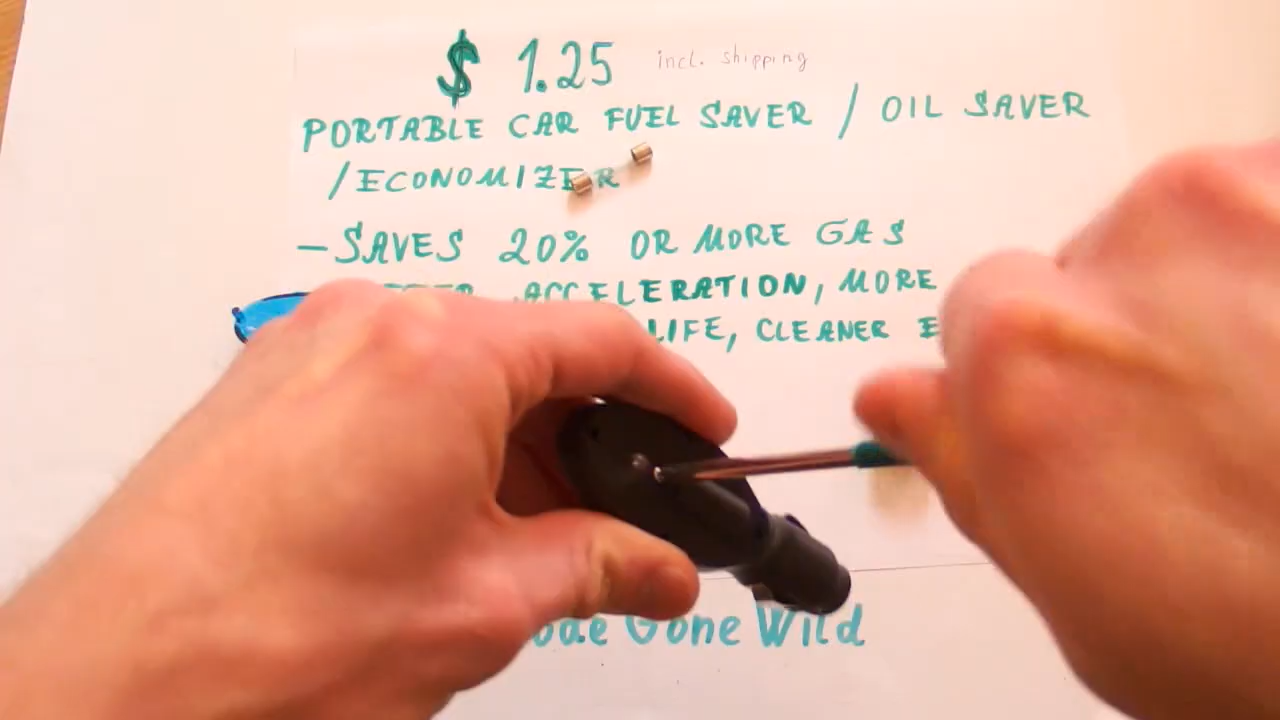 $ 1.25 incl. shipping
PORTABLE CAR FUEL SAVER / OIL SAVER
/ECONOMIZER
– SAVES 20% OR MORE GAS
ACCELERATION, MORE
LIFE, CLEANER
Gone Wild